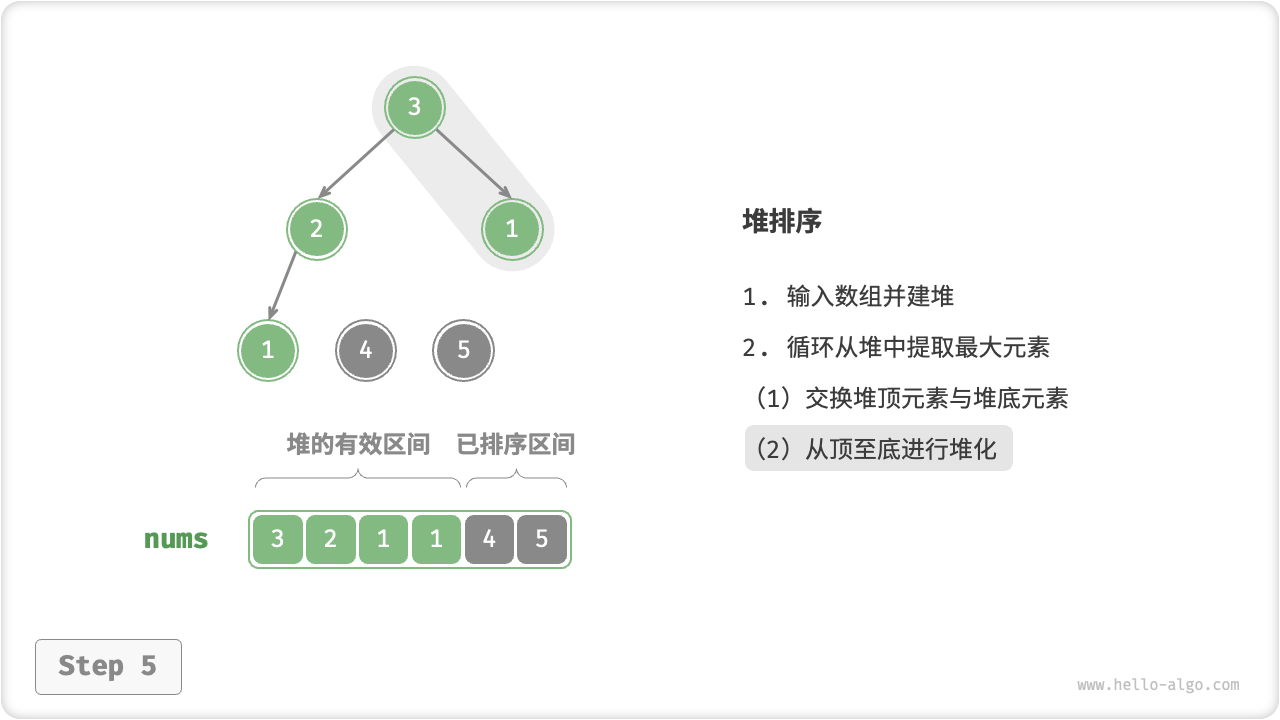 3
2
1
1
4
5
堆的有效区间 已排序区间
nums 3 2 1 1 4 5
堆排序
1. 输入数组并建堆
2. 循环从堆中提取最大元素
（1）交换堆顶元素与堆底元素
（2）从顶至底进行堆化
Step 5
www.hello-algo.com